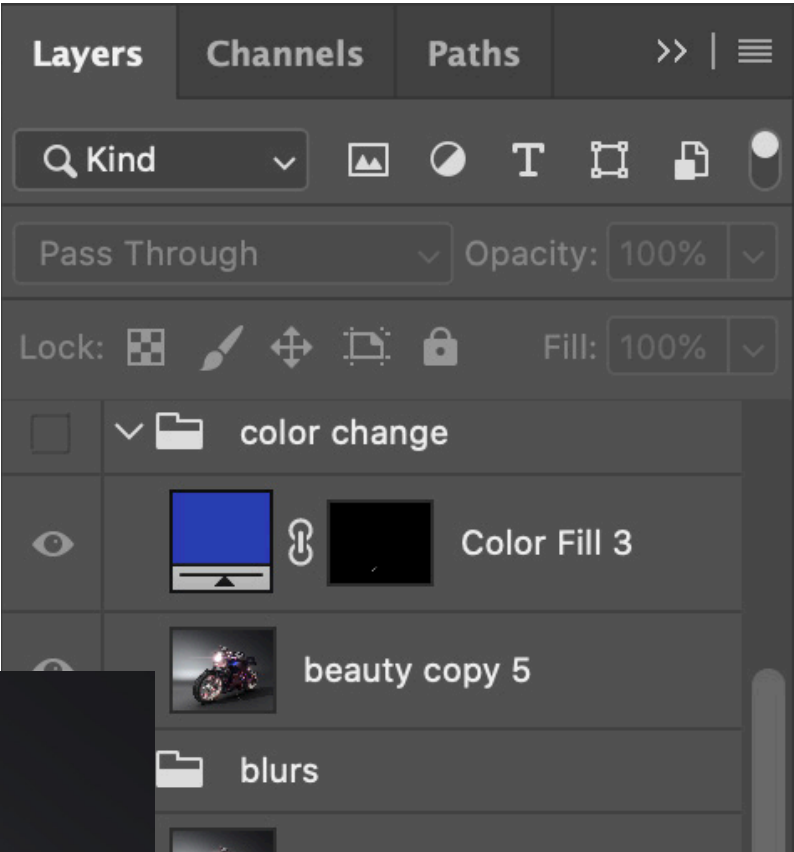 Layers Channels Paths
Kind
Pass Through Opacity: 100%
Lock: Fill: 100%
color change
Color Fill 3
beauty copy 5
blurs